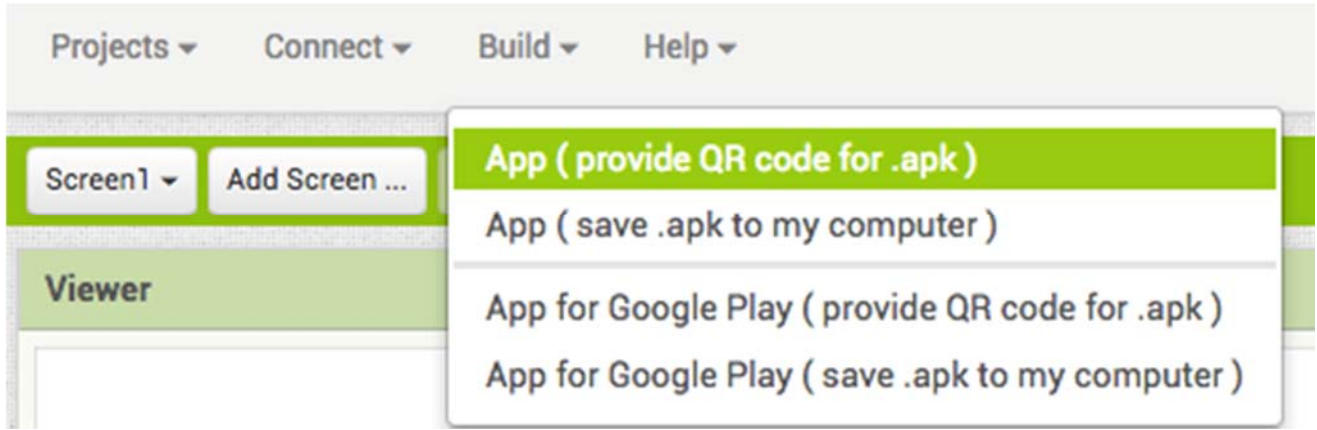 Projects Connect Build Help
Screen1 Add Screen ...
App ( provide QR code for .apk )
App ( save .apk to my computer )
App for Google Play ( provide QR code for .apk )
App for Google Play ( save .apk to my computer )
Viewer